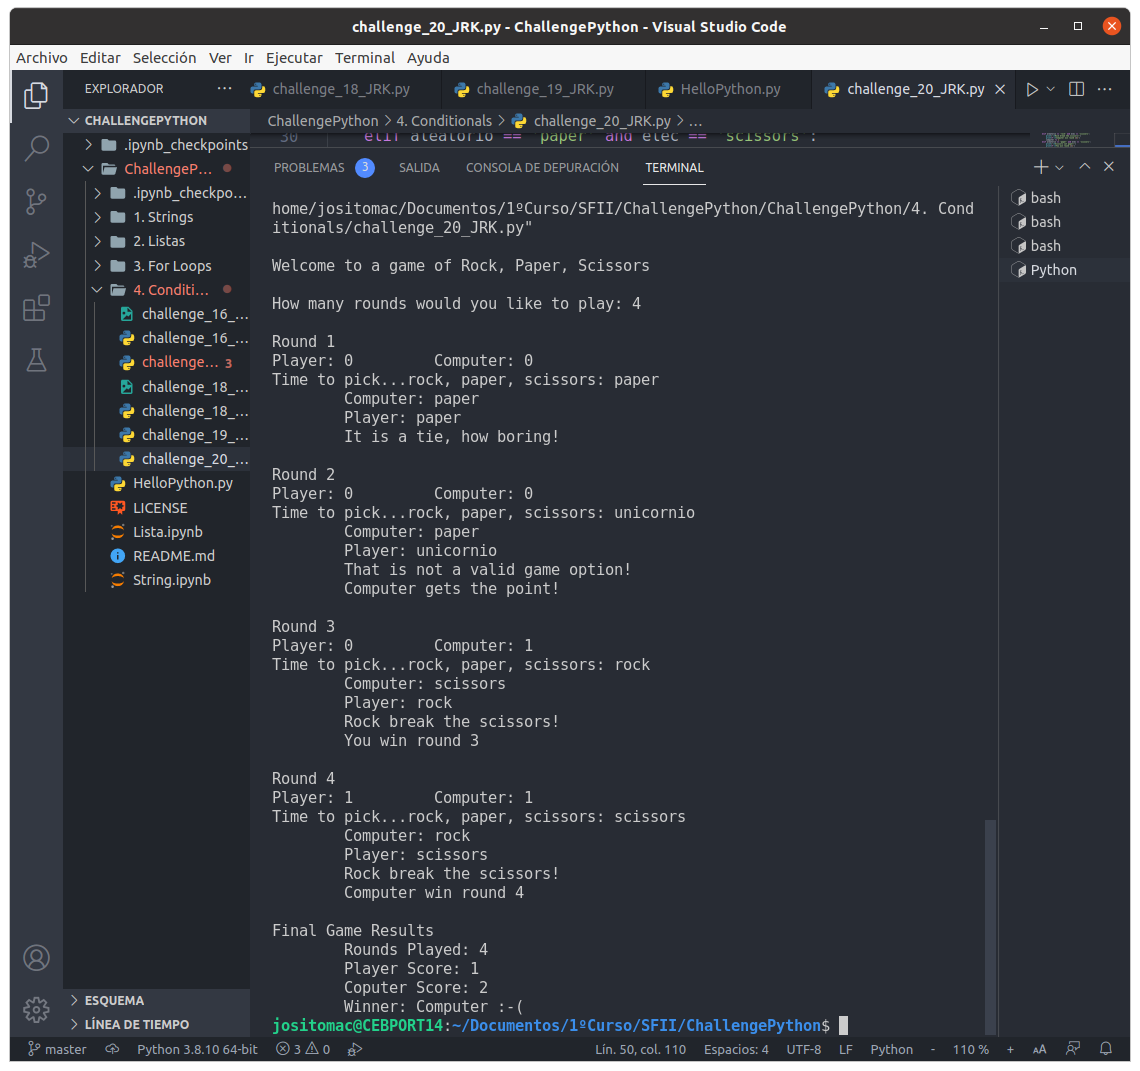 challenge_20_JRK.py - ChallengePython - Visual Studio Code
Archivo Editar Selección Ver Ir Ejecutar Terminal Ayuda
EXPLORADOR ···
challenge_18_JRK.py challenge_19_JRK.py HelloPython.py challenge_20_JRK.py
CHALLENGEPYTHON
ChallengePython > 4. Conditionals > challenge_20_JRK.py > ...
30 elif aleatorio == "paper" and elec == "scissors":
.ipynb_checkpoints
ChallengeP...
.ipynb_checkpo...
1. Strings
2. Listas
3. For Loops
4. Conditi...
challenge_16_...
challenge_16_...
challenge... 3
challenge_18_...
challenge_18_...
challenge_19_...
challenge_20_...
HelloPython.py
LICENSE
Lista.ipynb
README.md
String.ipynb
ESQUEMA
LÍNEA DE TIEMPO
PROBLEMAS 3 SALIDA CONSOLA DE DEPURACIÓN TERMINAL
home/jositomac/Documentos/1ºCurso/SFII/ChallengePython/ChallengePython/4. Cond
itionals/challenge_20_JRK.py"
Welcome to a game of Rock, Paper, Scissors
How many rounds would you like to play: 4
Round 1
Player: 0 Computer: 0
Time to pick...rock, paper, scissors: paper
Computer: paper
Player: paper
It is a tie, how boring!
Round 2
Player: 0 Computer: 0
Time to pick...rock, paper, scissors: unicornio
Computer: paper
Player: unicornio
That is not a valid game option!
Computer gets the point!
Round 3
Player: 0 Computer: 1
Time to pick...rock, paper, scissors: rock
Computer: scissors
Player: rock
Rock break the scissors!
You win round 3
Round 4
Player: 1 Computer: 1
Time to pick...rock, paper, scissors: scissors
Computer: rock
Player: scissors
Rock break the scissors!
Computer win round 4
Final Game Results
Rounds Played: 4
Player Score: 1
Coputer Score: 2
Winner: Computer :-(
jositomac@CEBPORT14:~/Documentos/1ºCurso/SFII/ChallengePython$
bash
bash
bash
Python
master Python 3.8.10 64-bit 3 0 Lín. 50, col. 110 Espacios: 4 UTF-8 LF Python - 110 % + AA